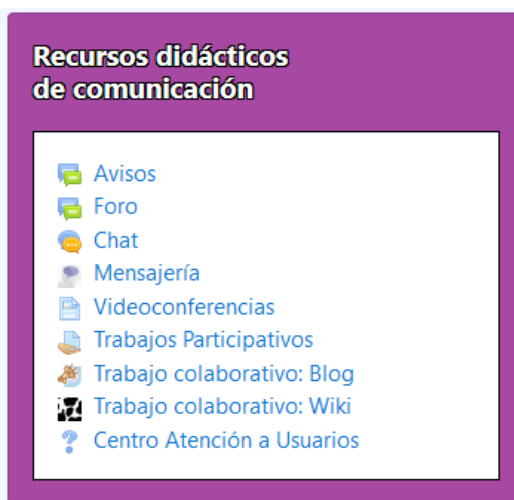 Recursos didácticos
de comunicación
Avisos
Foro
Chat
Mensajería
Videoconferencias
Trabajos Participativos
Trabajo colaborativo: Blog
Trabajo colaborativo: Wiki
Centro Atención a Usuarios